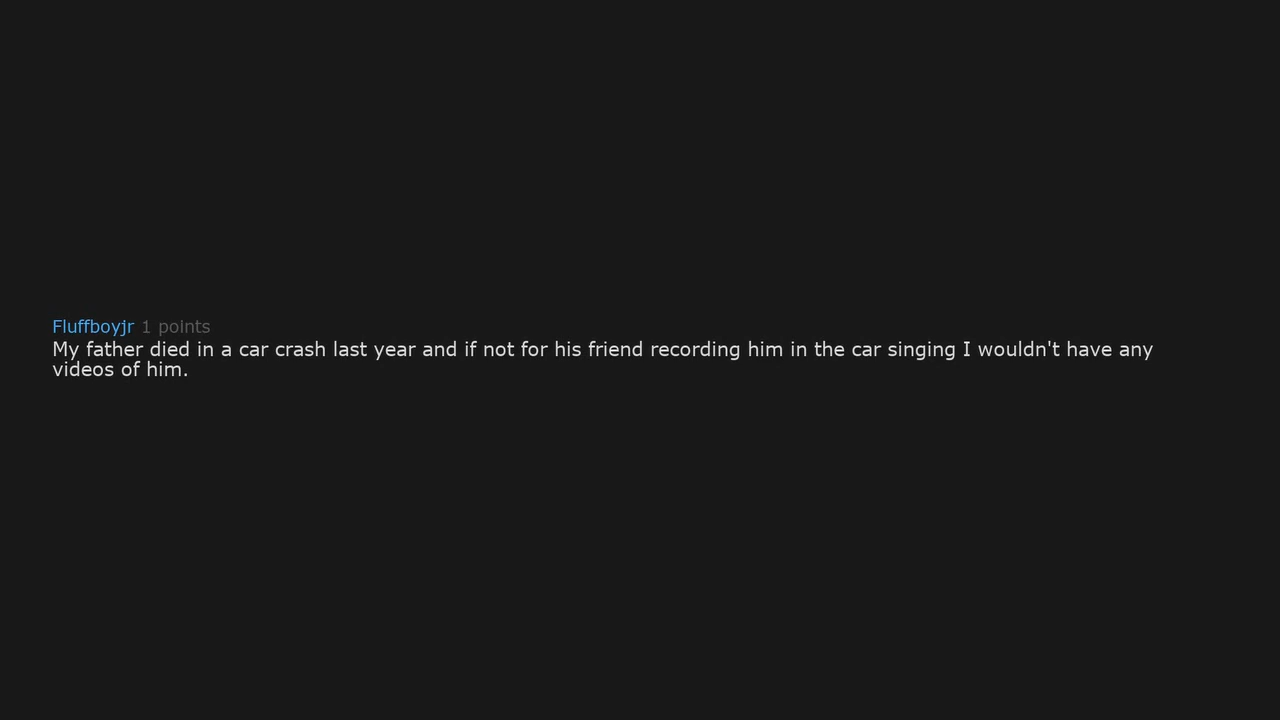 Fluffboyjr 1 points
My father died in a car crash last year and if not for his friend recording him in the car singing I wouldn't have any
videos of him.